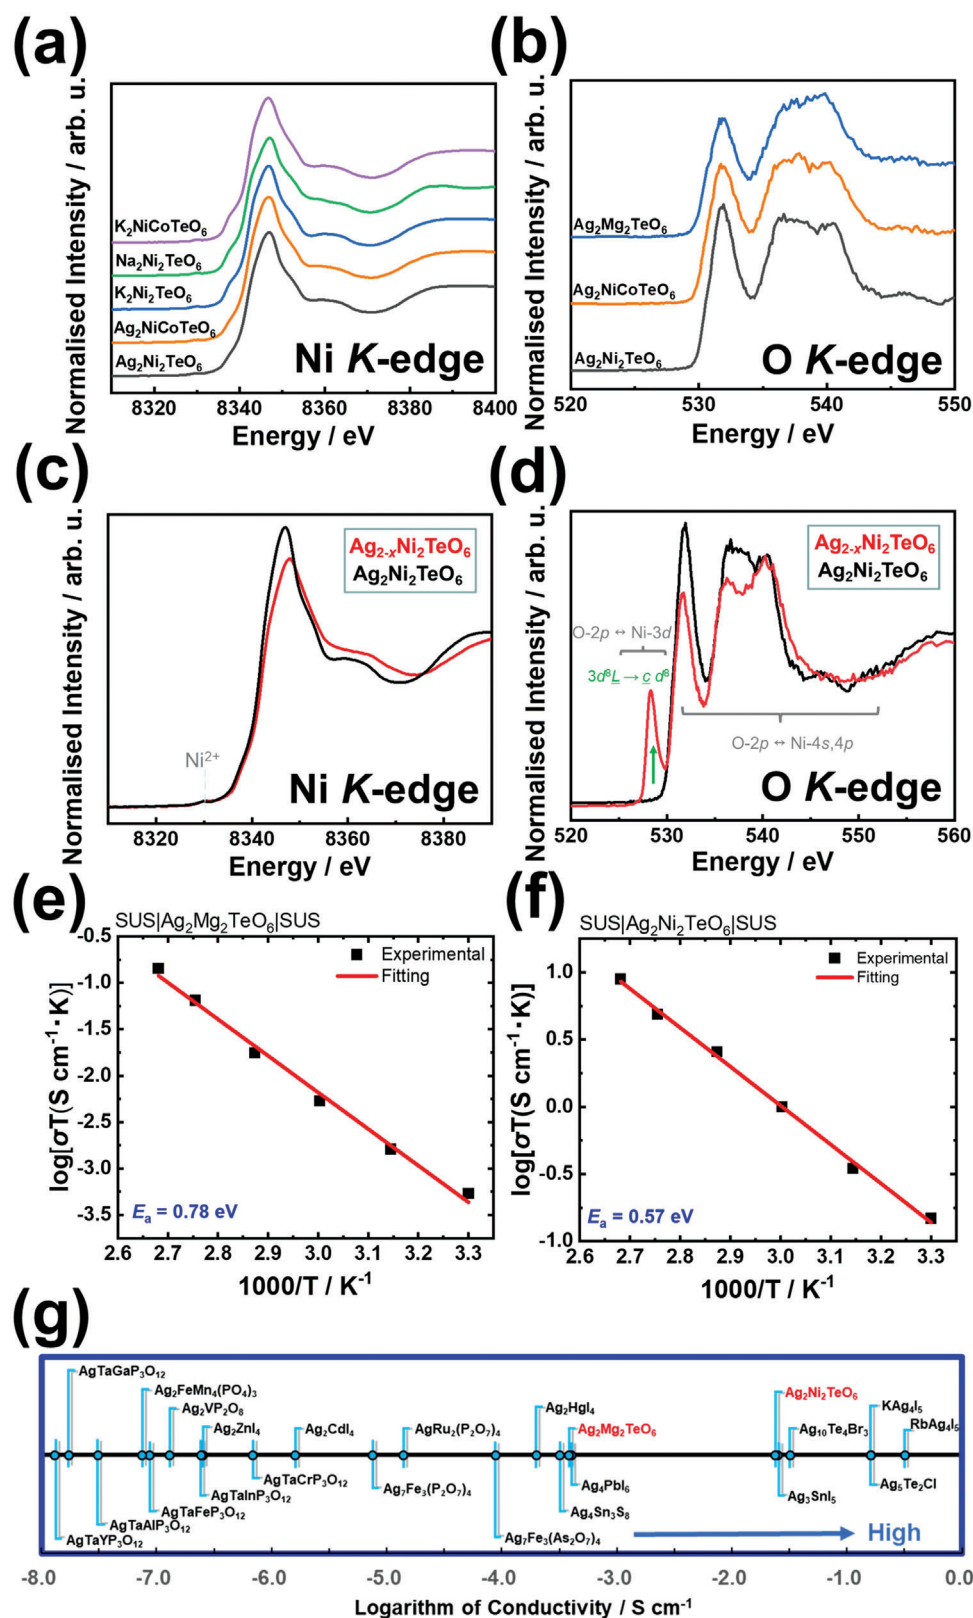 (a)
Normalised Intensity / arb. u.
K₂NiCoTeO₆
Na₂Ni₂TeO₆
K₂Ni₂TeO₆
Ag₂NiCoTeO₆
Ag₂Ni₂TeO₆
Ni K-edge
8320 8340 8360 8380 8400
Energy / eV
(b)
Normalised Intensity / arb. u.
Ag₂Mg₂TeO₆
Ag₂NiCoTeO₆
Ag₂Ni₂TeO₆
O K-edge
520 530 540 550
Energy / eV
(c)
Normalised Intensity / arb. u.
Ag₂₋ₓNi₂TeO₆
Ag₂Ni₂TeO₆
Ni²⁺
Ni K-edge
8320 8340 8360 8380
Energy / eV
(d)
Normalised Intensity / arb. u.
Ag₂₋ₓNi₂TeO₆
Ag₂Ni₂TeO₆
O-2p ↔ Ni-3d
3d⁸L → c d⁸
O-2p ↔ Ni-4s,4p
O K-edge
520 530 540 550 560
Energy / eV
(e)
SUS|Ag₂Mg₂TeO₆|SUS
Experimental
Fitting
log[σT(S cm⁻¹·K)]
-0.5
-1.0
-1.5
-2.0
-2.5
-3.0
-3.5
Eₐ = 0.78 eV
2.6 2.7 2.8 2.9 3.0 3.1 3.2 3.3
1000/T / K⁻¹
(f)
SUS|Ag₂Ni₂TeO₆|SUS
Experimental
Fitting
log[σT(S cm⁻¹·K)]
1.0
0.5
0.0
-0.5
-1.0
Eₐ = 0.57 eV
2.6 2.7 2.8 2.9 3.0 3.1 3.2 3.3
1000/T / K⁻¹
(g)
AgTaGaP₃O₁₂
Ag₂FeMn₄(PO₄)₃
Ag₂VP₂O₈
Ag₂ZnI₄
Ag₂CdI₄
AgRu₂(P₂O₇)₄
Ag₂HgI₄
Ag₂Mg₂TeO₆
Ag₂Ni₂TeO₆
Ag₁₀Te₄Br₃
KAg₄I₅
RbAg₄I₅
AgTaYP₃O₁₂
AgTaAlP₃O₁₂
AgTaFeP₃O₁₂
AgTaInP₃O₁₂
AgTaCrP₃O₁₂
Ag₇Fe₃(P₂O₇)₄
Ag₇Fe₃(As₂O₇)₄
Ag₄Sn₃S₈
Ag₄PbI₆
Ag₃SnI₅
Ag₅Te₂Cl
High
-8.0 -7.0 -6.0 -5.0 -4.0 -3.0 -2.0 -1.0 0.0
Logarithm of Conductivity / S cm⁻¹